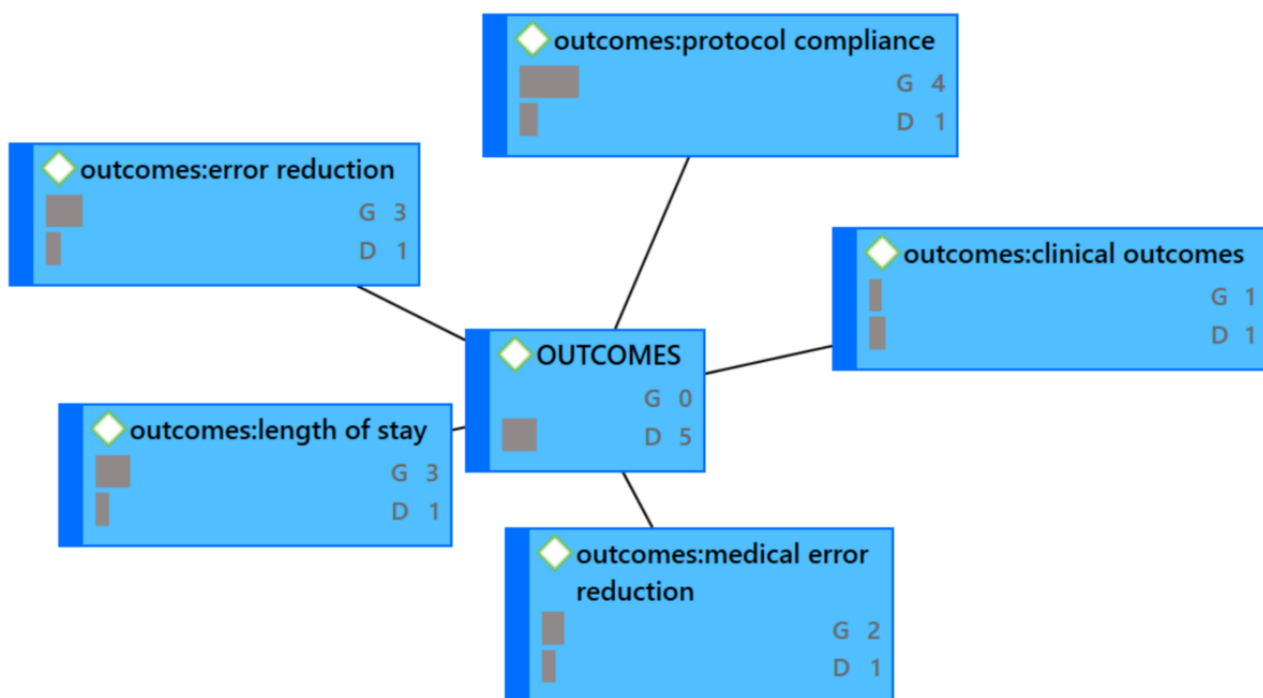 outcomes:protocol compliance
G 4
D 1
outcomes:error reduction
G 3
D 1
outcomes:clinical outcomes
G 1
D 1
OUTCOMES
G 0
D 5
outcomes:length of stay
G 3
D 1
outcomes:medical error
reduction
G 2
D 1